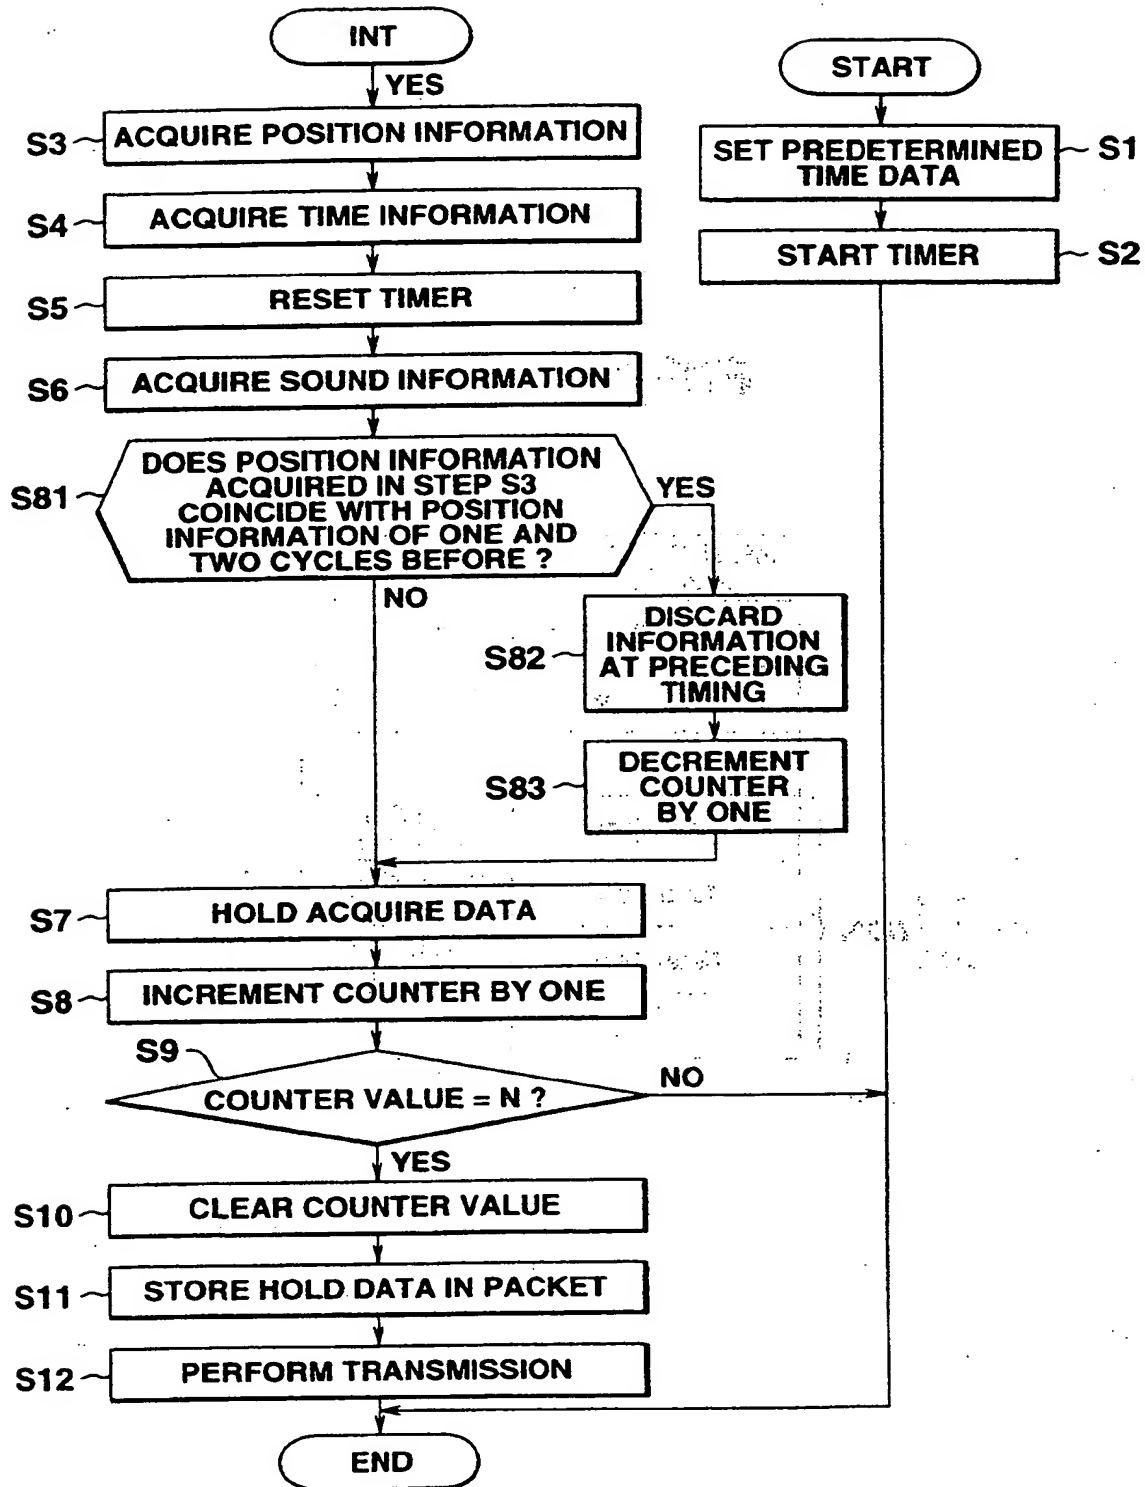 INT
YES
S3
ACQUIRE POSITION INFORMATION
S4
ACQUIRE TIME INFORMATION
S5
RESET TIMER
S6
ACQUIRE SOUND INFORMATION
S81
DOES POSITION INFORMATION
ACQUIRED IN STEP S3
COINCIDE WITH POSITION
INFORMATION OF ONE AND
TWO CYCLES BEFORE ?
YES
NO
S82
DISCARD
INFORMATION
AT PRECEDING
TIMING
S83
DECREMENT
COUNTER
BY ONE
S7
HOLD ACQUIRE DATA
S8
INCREMENT COUNTER BY ONE
S9
COUNTER VALUE = N ?
NO
YES
S10
CLEAR COUNTER VALUE
S11
STORE HOLD DATA IN PACKET
S12
PERFORM TRANSMISSION
END
START
SET PREDETERMINED
TIME DATA
S1
START TIMER
S2